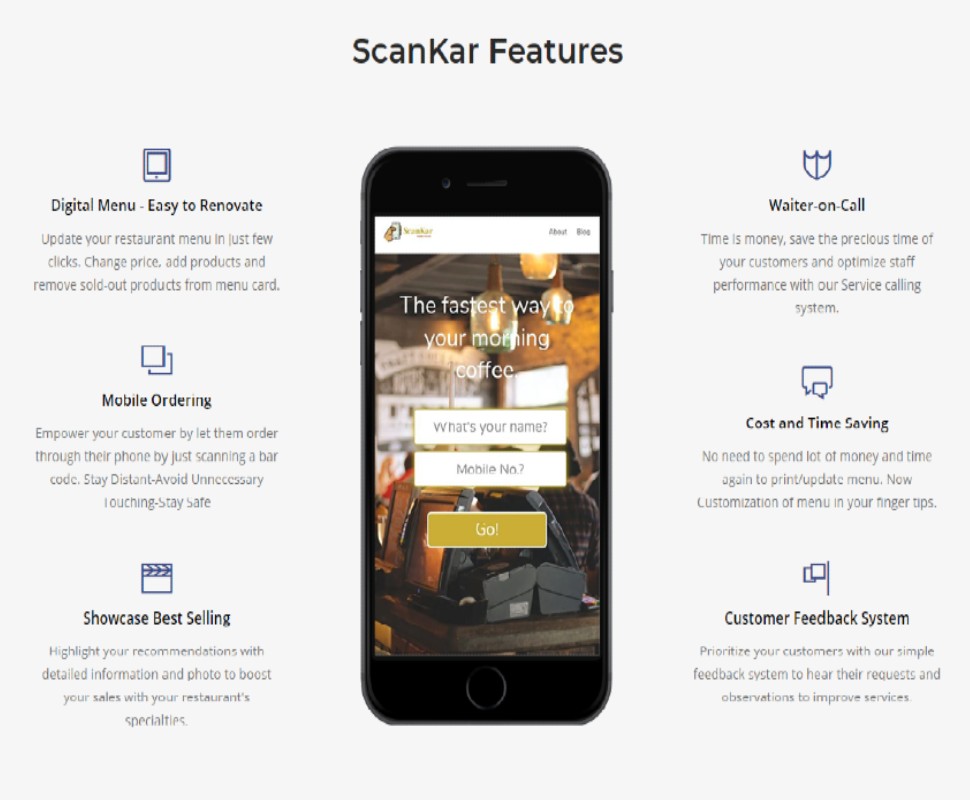 ScanKar Features
Digital Menu - Easy to Renovate
Update your restaurant menu in just few
clicks. Change price, add products and
remove sold-out products from menu card.
Mobile Ordering
Empower your customer by let them order
through their phone by just scanning a bar
code. Stay Distant-Avoid Unnecessary
Touching-Stay Safe
Showcase Best Selling
Highlight your recommendations with
detailed information and photo to boost
your sales with your restaurant's
specialties.
ScanKar
About Blog
The fastest way to
your morning
coffee.
What's your name?
Mobile No.?
Go!
Waiter-on-Call
Time is money, save the precious time of
your customers and optimize staff
performance with our Service calling
system.
Cost and Time Saving
No need to spend lot of money and time
again to print/update menu. Now
Customization of menu in your finger tips.
Customer Feedback System
Prioritize your customers with our simple
feedback system to hear their requests and
observations to improve services.